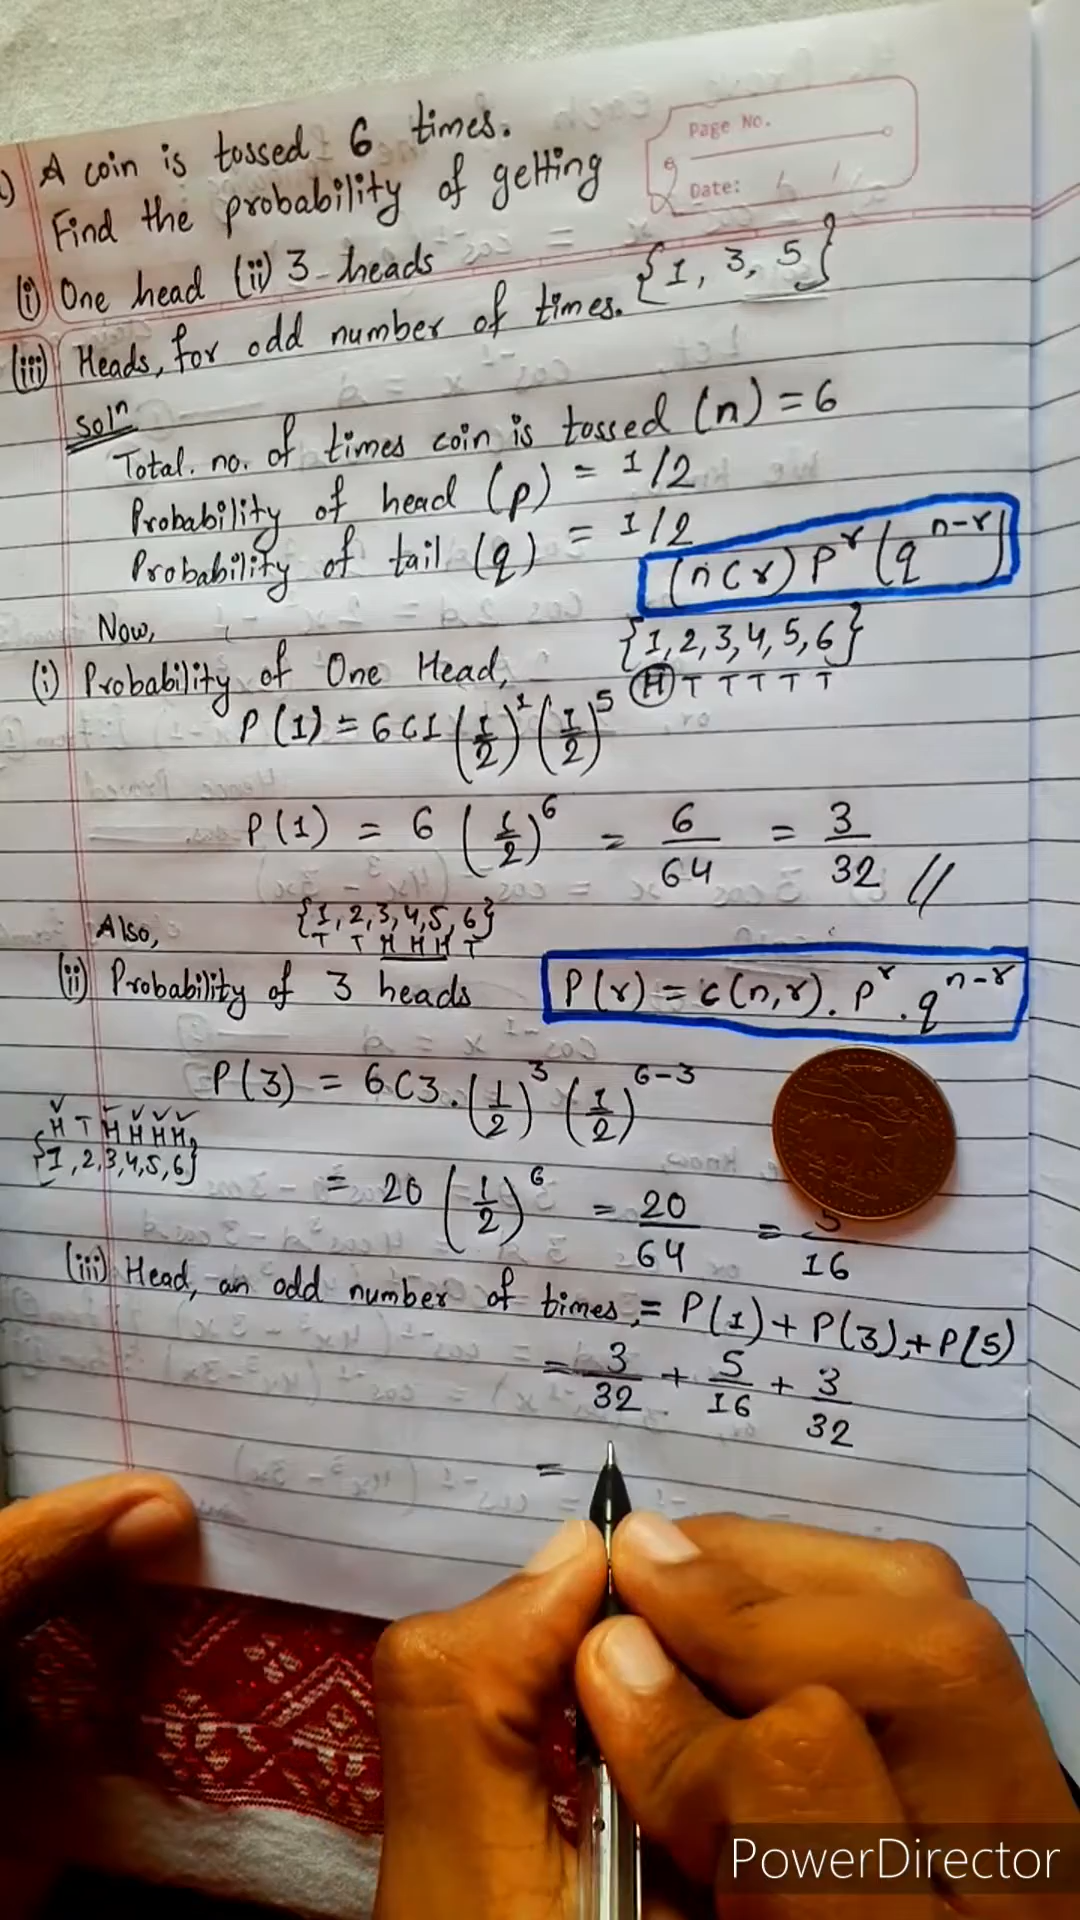 A coin is tossed 6 times.
Find the probability of getting
(i) One head (ii) 3 heads
(iii) Heads, for odd number of times. {1, 3, 5}
Page No.
Date:
Solⁿ
Total. no. of times coin is tossed (n) = 6
Probability of head (p) = 1/2
Probability of tail (q) = 1/2
(nCr) P^r (q^n-r)
Now,
{1,2,3,4,5,6}
H T T T T T
(i) Probability of One Head,
P(1) = 6C1 (1/2)^1 (1/2)^5
P(1) = 6 (1/2)^6 = 6/64 = 3/32 //
Also,
{1,2,3,4,5,6}
T T H H H T
(ii) Probability of 3 heads
P(r) = c(n,r). P^r . q^n-r
P(3) = 6C3. (1/2)^3 (1/2)^6-3
H T H H H H
{1,2,3,4,5,6}
= 20 (1/2)^6 = 20/64 = 5/16
(iii) Head, an odd number of times, = P(1) + P(3) + P(5)
= 3/32 + 5/16 + 3/32
=
PowerDirector